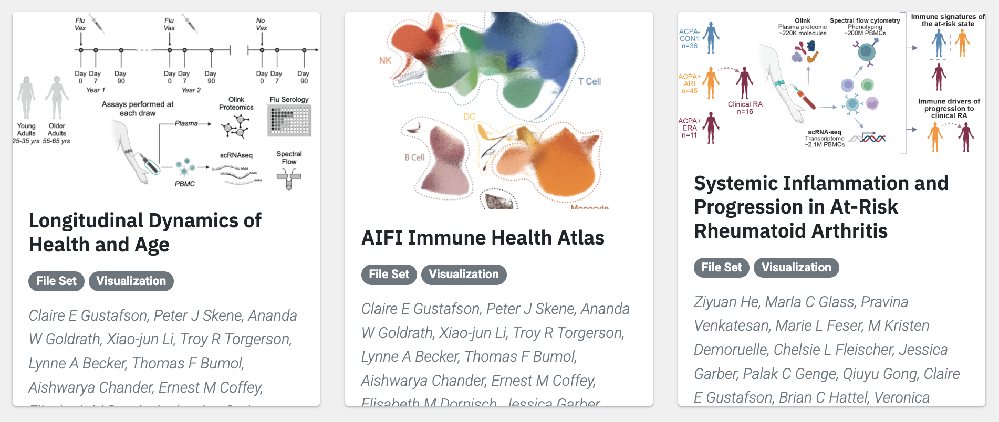 Flu
Vax
Flu
Vax
No
Vax
Day
0
Day
7
Day
90
Day
0
Day
7
Day
90
Day
0
Day
7
Day
90
Year 1
Year 2
Young
Adults
25-35 yrs
Older
Adults
55-65 yrs
Assays performed at
each draw
Plasma
Olink
Proteomics
Flu Serology
PBMC
scRNAseq
AAAA
AAAA
AAAA
Spectral
Flow
Longitudinal Dynamics of
Health and Age
File Set
Visualization
Claire E Gustafson, Peter J Skene, Ananda
W Goldrath, Xiao-jun Li, Troy R Torgerson,
Lynne A Becker, Thomas F Bumol,
Aishwarya Chander, Ernest M Coffey,
NK
T Cell
DC
B Cell
Monocyte
AIFI Immune Health Atlas
File Set
Visualization
Claire E Gustafson, Peter J Skene, Ananda
W Goldrath, Xiao-jun Li, Troy R Torgerson,
Lynne A Becker, Thomas F Bumol,
Aishwarya Chander, Ernest M Coffey,
Elisabeth M Dornisch, Jessica Garber
ACPA-
CON1
n=38
ACPA+
ARI
n=45
Clinical RA
n=16
ACPA+
ERA
n=11
Olink
Plasma proteome
~220K molecules
Spectral flow cytometry
Phenotyping
~200M PBMCs
scRNA-seq
Transcriptome
~2.1M PBMCs
Immune signatures of
the at-risk state
Immune drivers of
progression to
clinical RA
Systemic Inflammation and
Progression in At-Risk
Rheumatoid Arthritis
File Set
Visualization
Ziyuan He, Marla C Glass, Pravina
Venkatesan, Marie L Feser, M Kristen
Demoruelle, Chelsie L Fleischer, Jessica
Garber, Palak C Genge, Qiuyu Gong, Claire
E Gustafson, Brian C Hattel, Veronica